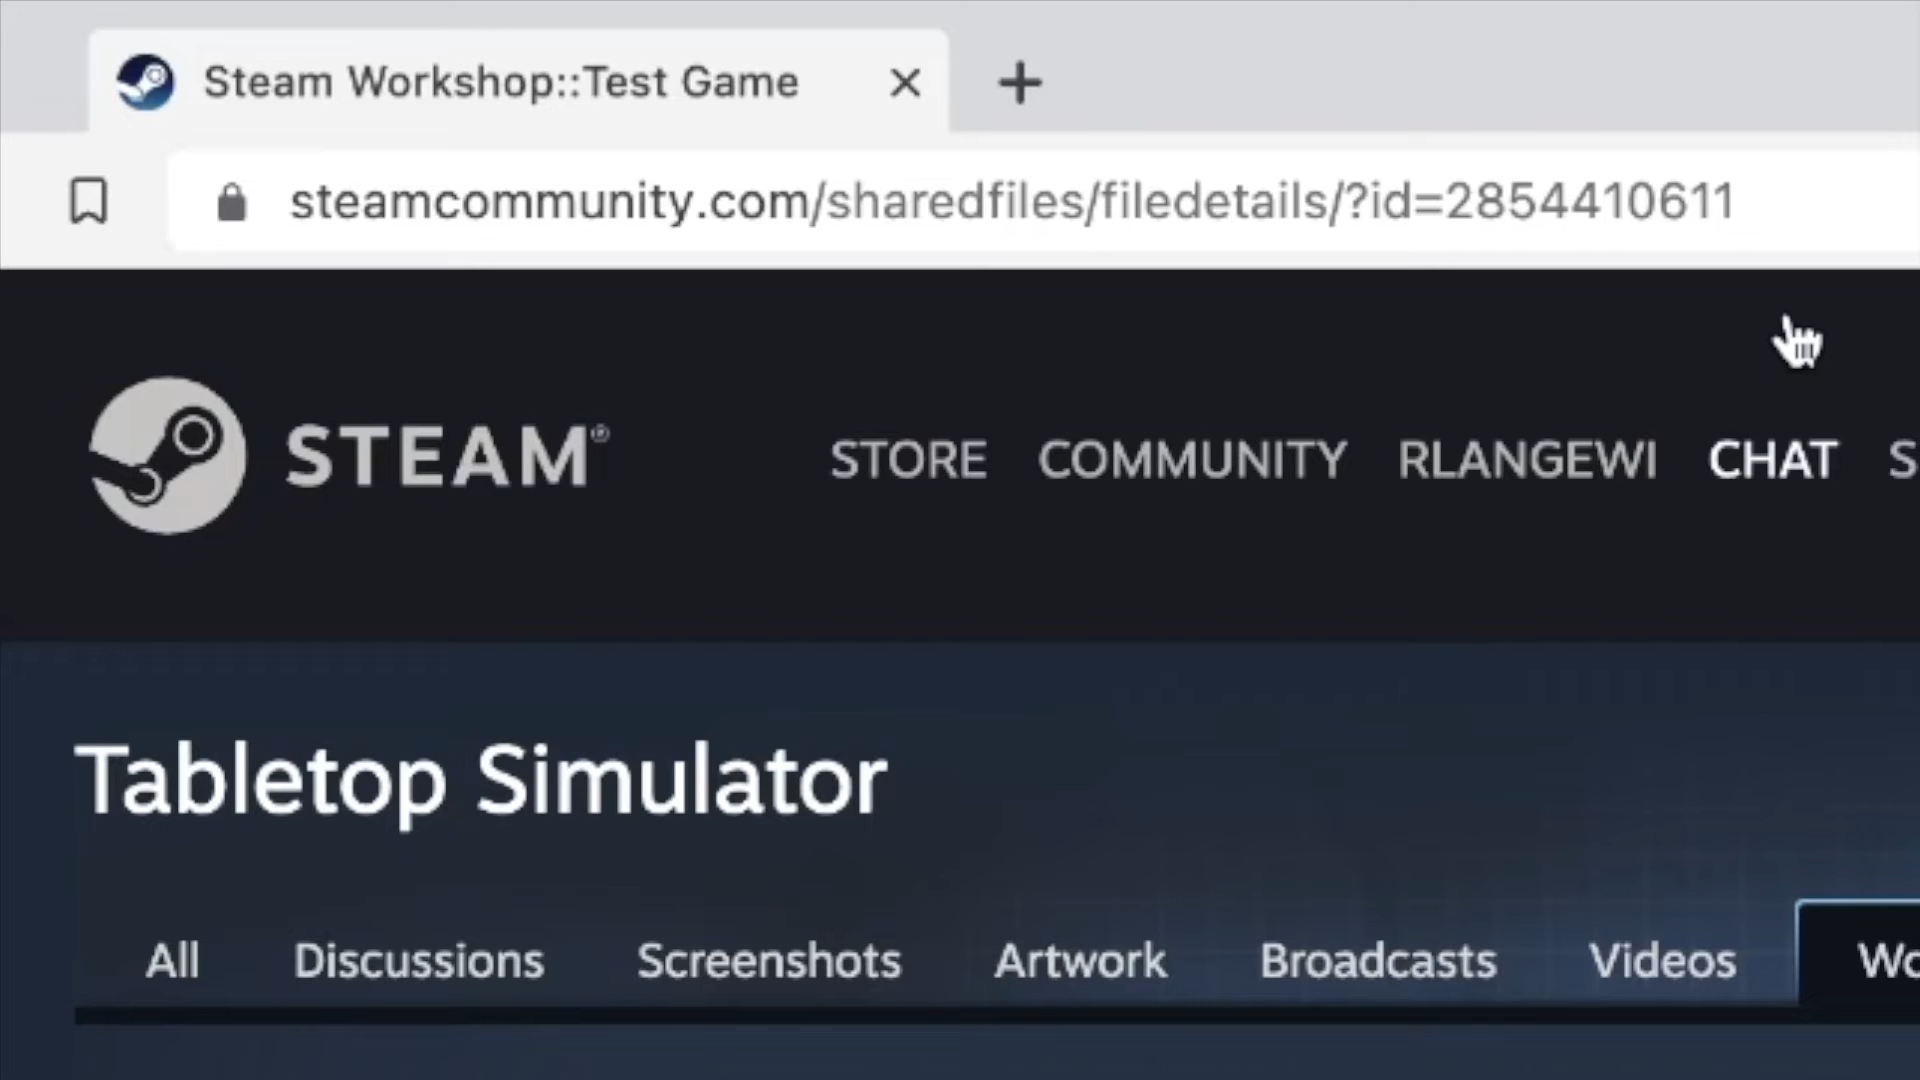 Steam Workshop::Test Game
steamcommunity.com/sharedfiles/filedetails/?id=2854410611
STEAM® STORE COMMUNITY RLANGEWI CHAT S
Tabletop Simulator
All Discussions Screenshots Artwork Broadcasts Videos Wo